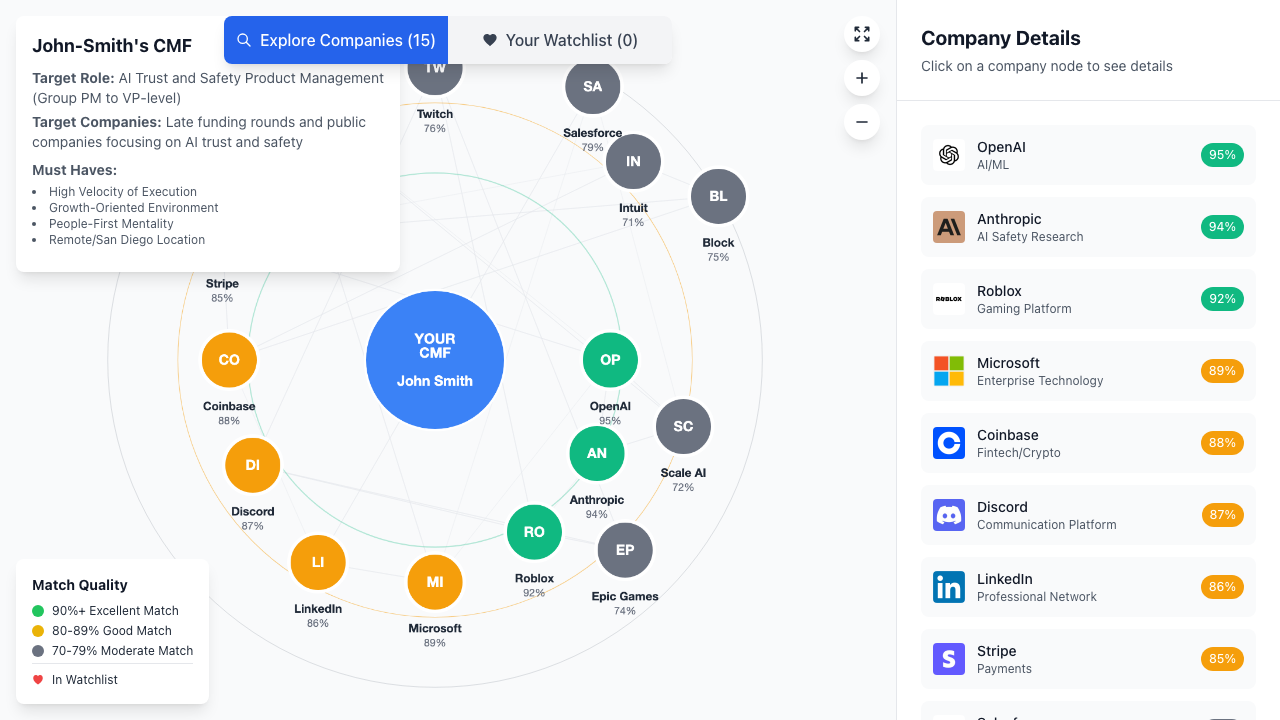 John-Smith's CMF
Target Role: AI Trust and Safety Product Management
(Group PM to VP-level)
Target Companies: Late funding rounds and public
companies focusing on AI trust and safety
Must Haves:
• High Velocity of Execution
• Growth-Oriented Environment
• People-First Mentality
• Remote/San Diego Location
Explore Companies (15)
Your Watchlist (0)
TW
Twitch
76%
SA
Salesforce
79%
IN
Intuit
71%
BL
Block
75%
Stripe
85%
CO
Coinbase
88%
YOUR
CMF
John Smith
OP
OpenAI
95%
SC
Scale AI
72%
AN
Anthropic
94%
DI
Discord
87%
RO
Roblox
92%
EP
Epic Games
74%
LI
LinkedIn
86%
MI
Microsoft
89%
Match Quality
90%+ Excellent Match
80-89% Good Match
70-79% Moderate Match
In Watchlist
Company Details
Click on a company node to see details
OpenAI
AI/ML
95%
Anthropic
AI Safety Research
94%
ROBLOX
Roblox
Gaming Platform
92%
Microsoft
Enterprise Technology
89%
Coinbase
Fintech/Crypto
88%
Discord
Communication Platform
87%
in
LinkedIn
Professional Network
86%
S
Stripe
Payments
85%